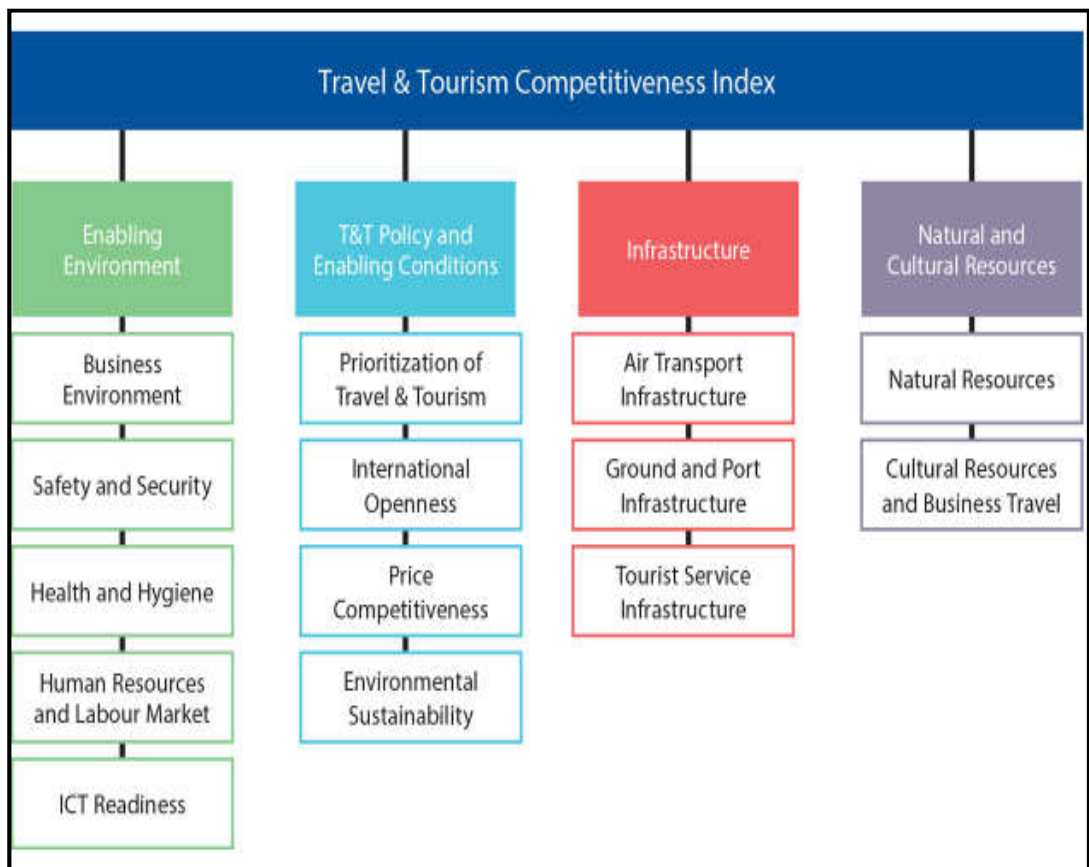 Travel & Tourism Competitiveness Index
Enabling
Environment
Business
Environment
Safety and Security
Health and Hygiene
Human Resources
and Labour Market
ICT Readiness
T&T Policy and
Enabling Conditions
Prioritization of
Travel & Tourism
International
Openness
Price
Competitiveness
Environmental
Sustainability
Infrastructure
Air Transport
Infrastructure
Ground and Port
Infrastructure
Tourist Service
Infrastructure
Natural and
Cultural Resources
Natural Resources
Cultural Resources
and Business Travel